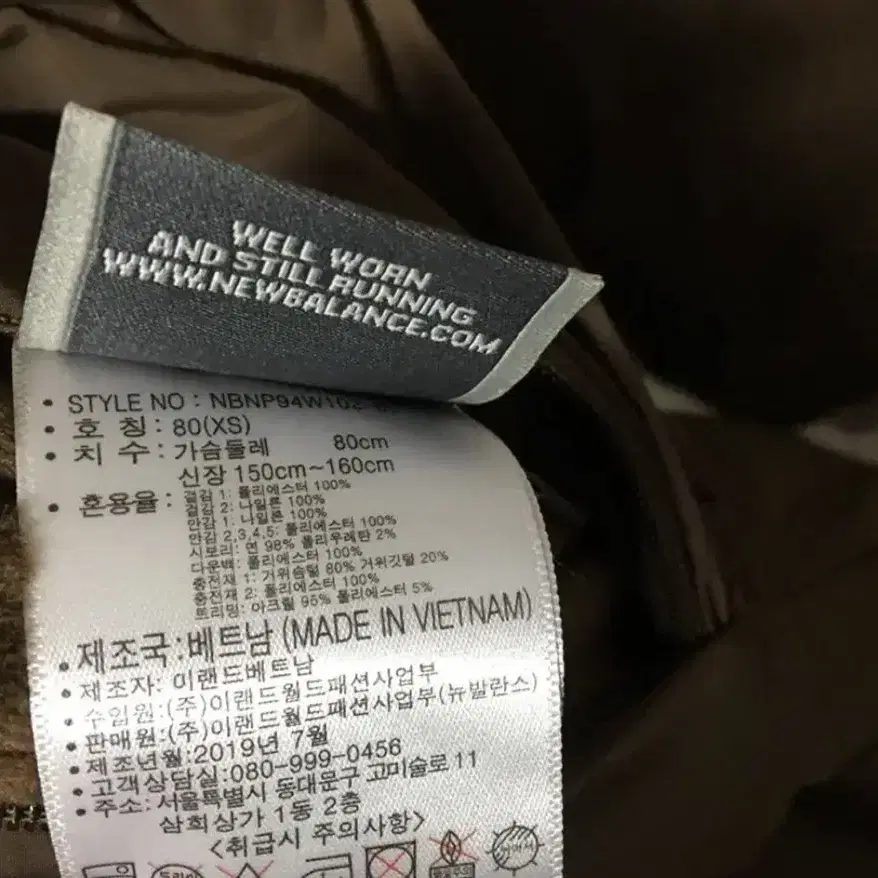 WELL WORN
AND STILL RUNNING
WWW.NEWBALANCE.COM
• STYLE NO : NBNP94W102
• 호 칭 : 80(XS)
• 치 수 : 가슴둘레 80cm
신장 150cm~160cm
• 혼용율 : 겉감 1: 폴리에스터 100%
겉감 2: 나일론 100%
안감 1: 나일론 100%
안감 2,3,4,5: 폴리에스터 100%
시보리: 면 98% 폴리우레탄 2%
다운백: 폴리에스터 100%
충전재 1: 거위솜털 80% 거위깃털 20%
충전재 2: 폴리에스터 100%
트리밍: 아크릴 95% 폴리에스터 5%
• 제조국:베트남 (MADE IN VIETNAM)
• 제조자: 이랜드베트남
• 수입원:(주)이랜드월드패션사업부
• 판매원:(주)이랜드월드패션사업부(뉴발란스)
• 제조년월:2019년 7월
• 고객상담실:080-999-0456
• 주소: 서울특별시 동대문구 고미술로 11
삼희상가 1동 2층
<취급시 주의사항>